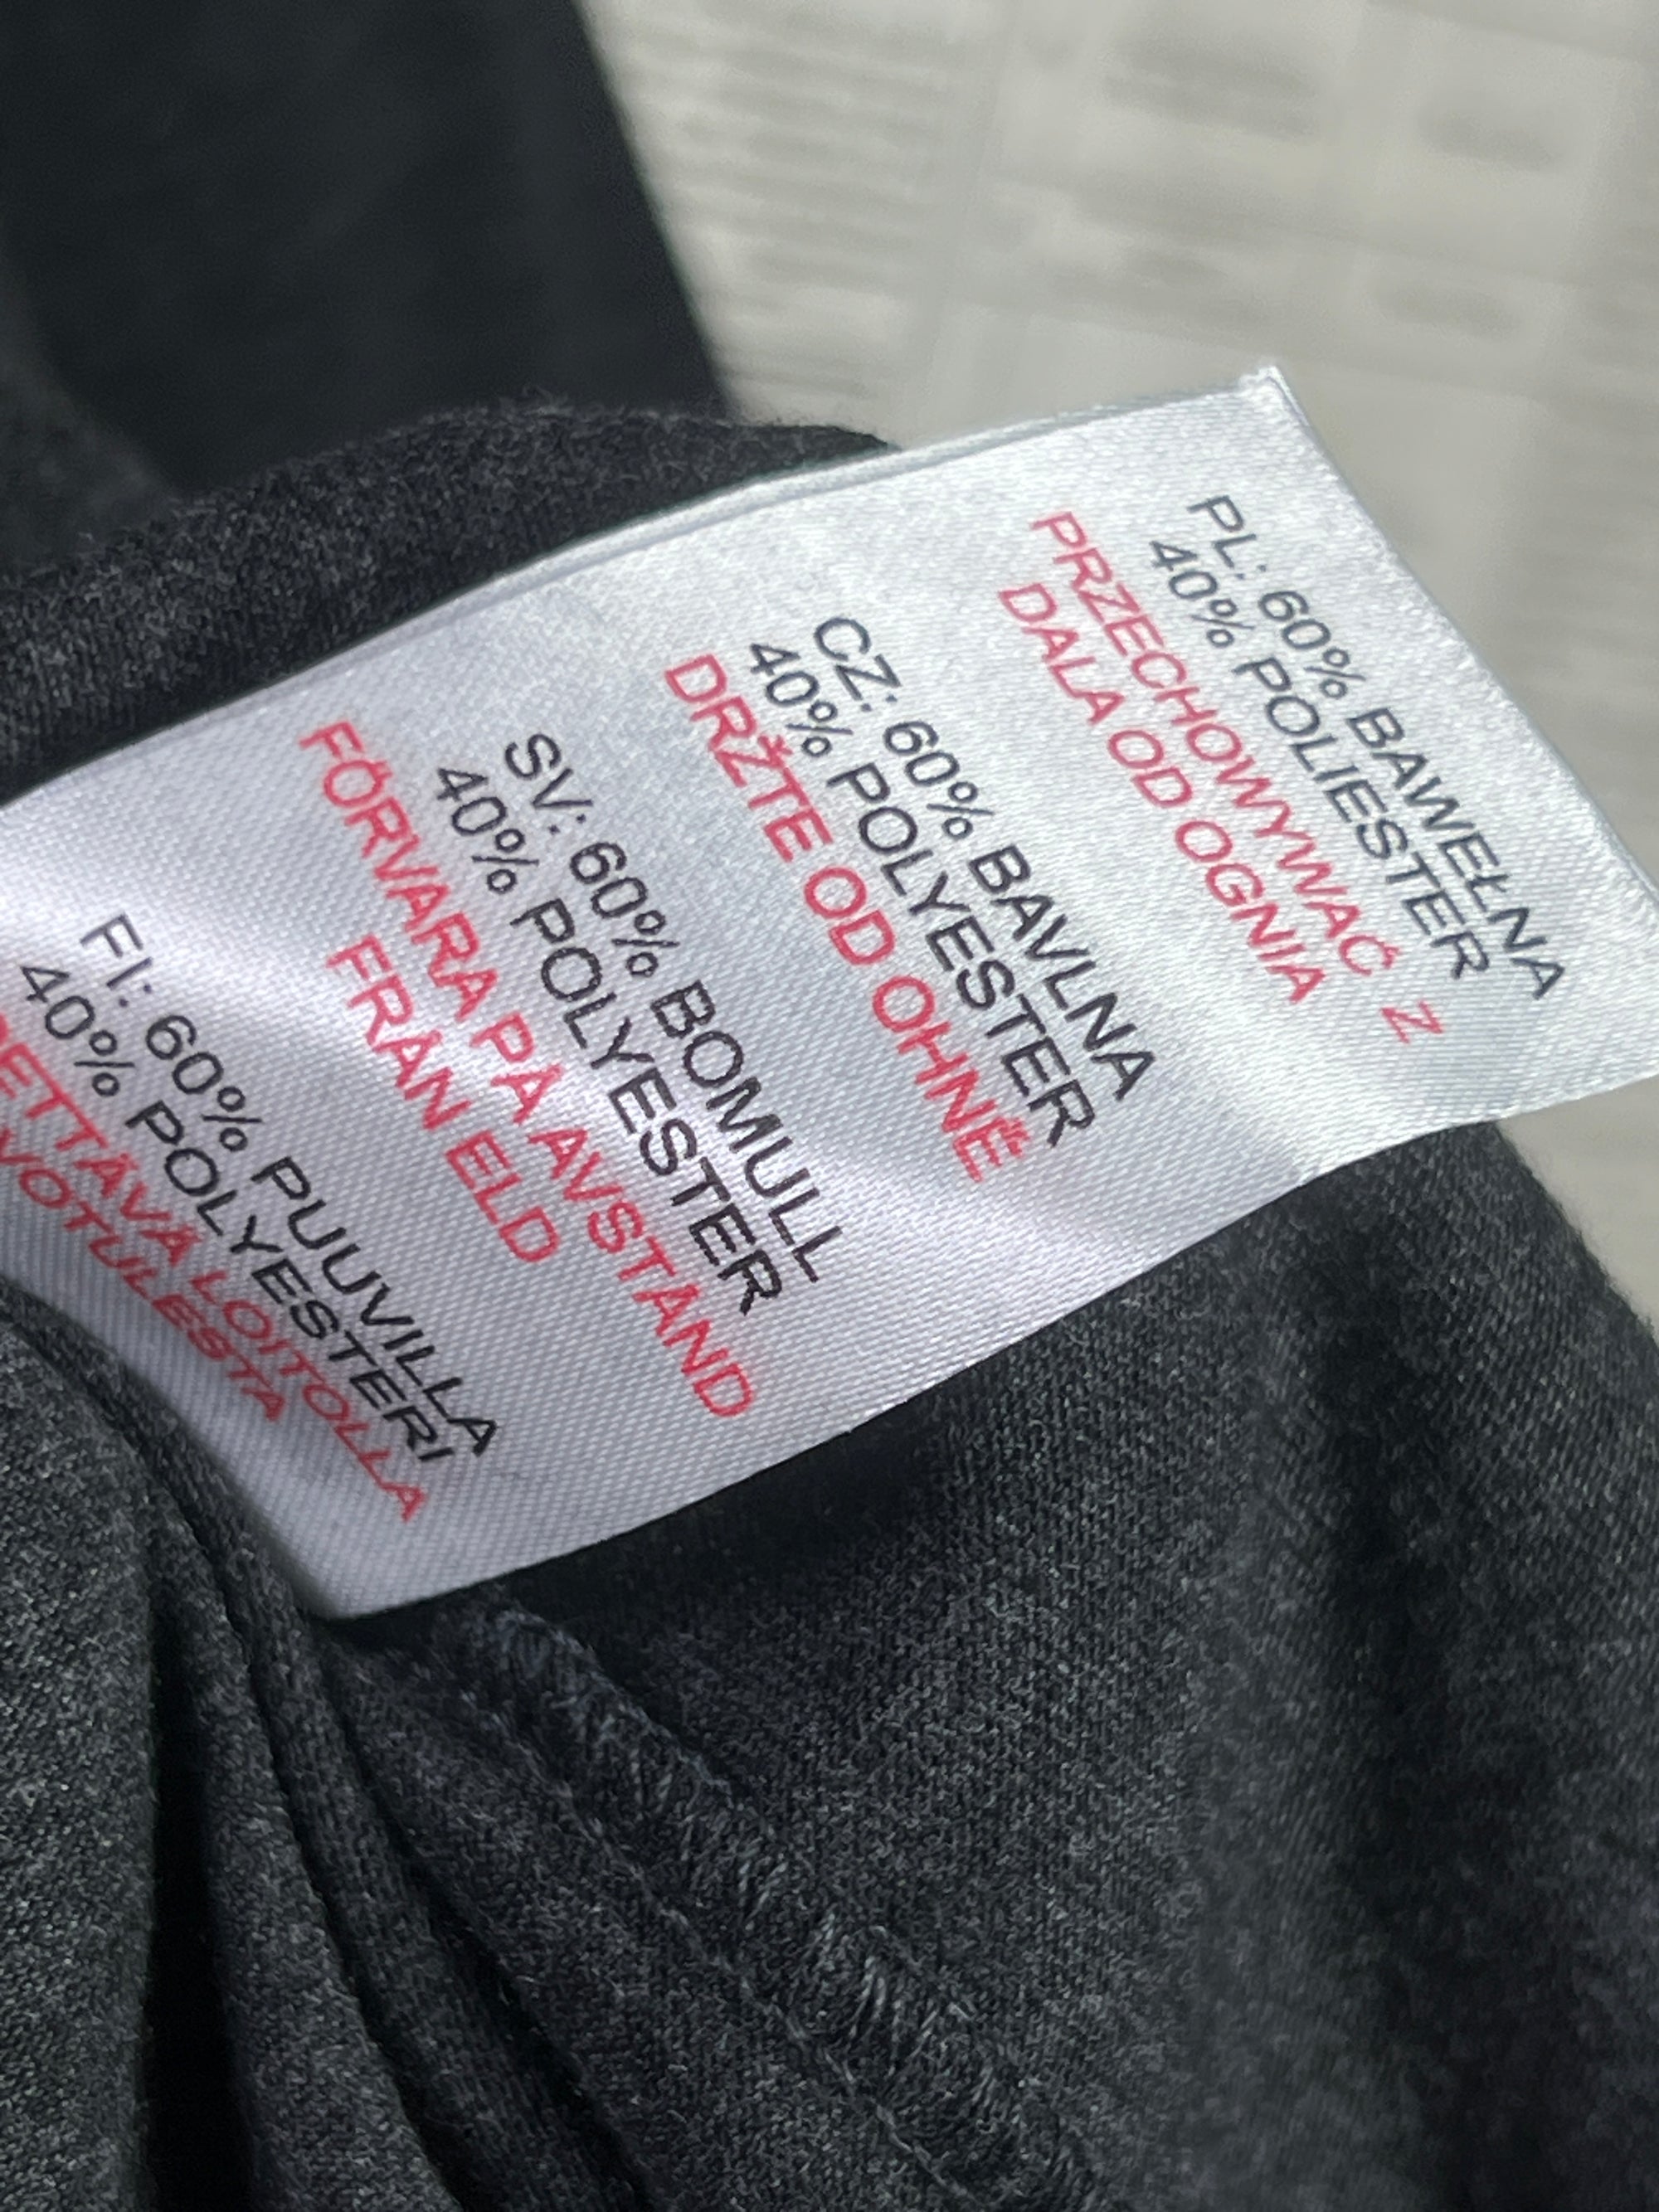 PL: 60% BAWEŁNA
40% POLIESTER
PRZECHOWYWAĆ Z
DALA OD OGNIA
CZ: 60% BAVLNA
40% POLYESTER
DRŽTE OD OHNĚ
SV: 60% BOMULL
40% POLYESTER
FÖRVARA PÅ AVSTÅND
FRÅN ELD
FI: 60% PUUVILLA
40% POLYESTERI
LOITOLLA